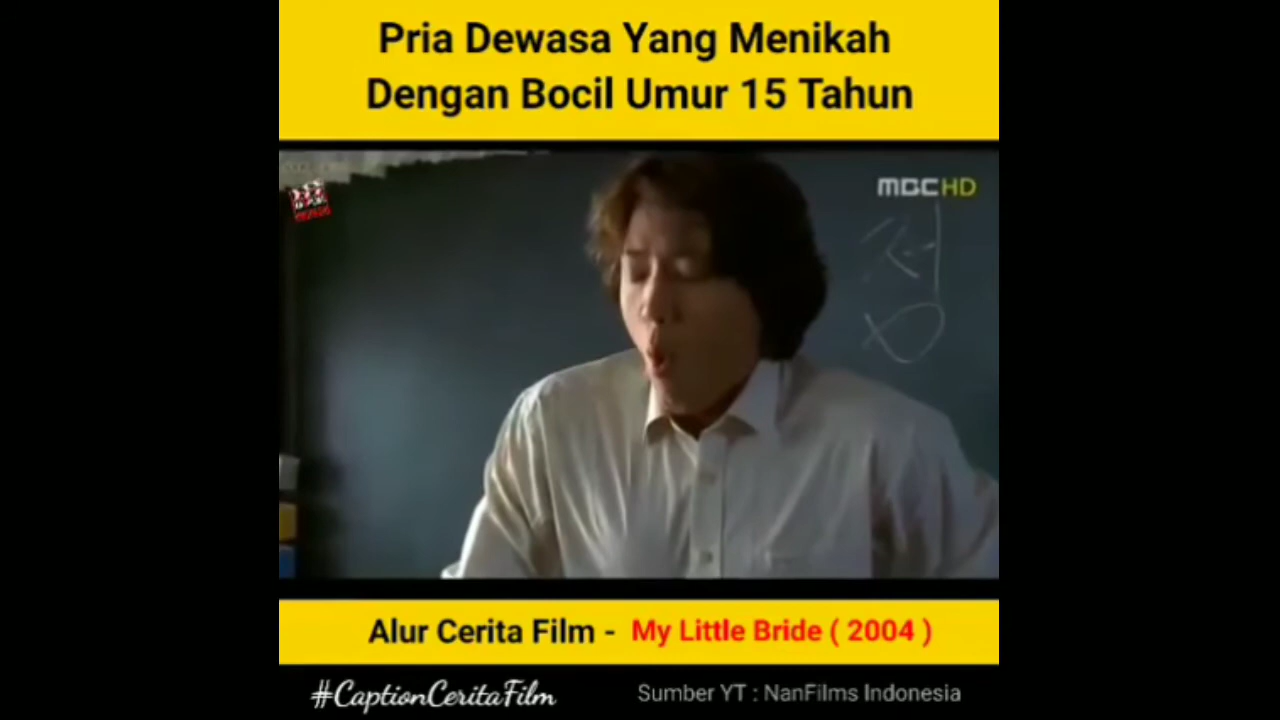 Pria Dewasa Yang Menikah
Dengan Bocil Umur 15 Tahun
MBC HD
Alur Cerita Film - My Little Bride ( 2004 )
#CaptionCeritaFilm
Sumber YT : NanFilms Indonesia